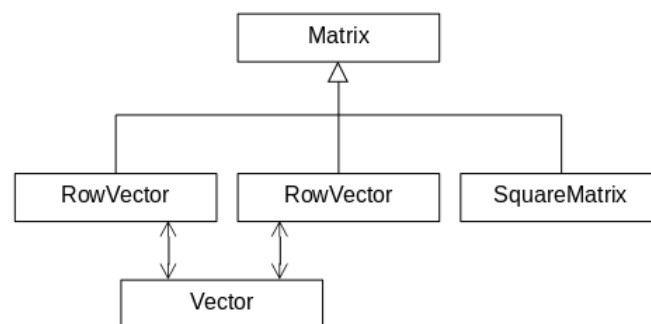 Matrix
RowVector
RowVector
SquareMatrix
Vector